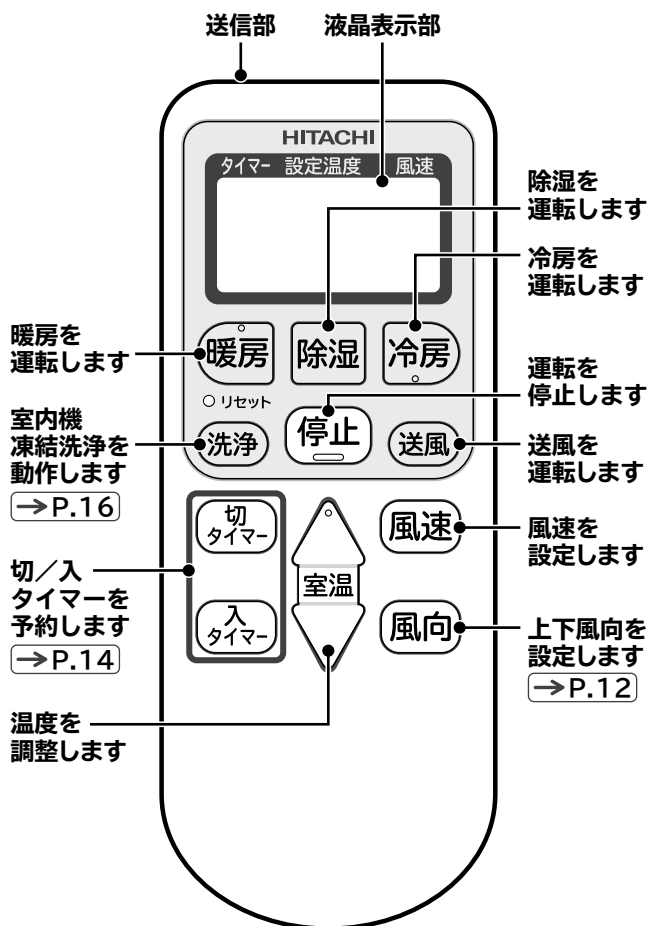 送信部
液晶表示部
HITACHI
タイマー 設定温度 風速
除湿を
運転します
冷房を
運転します
暖房を
運転します
暖房
除湿
冷房
運転を
停止します
リセット
室内機
凍結洗浄を
動作します
→P.16
洗浄
停止
送風
送風を
運転します
切
タイマー
風速
風速を
設定します
室温
切／入
タイマーを
予約します
→P.14
入
タイマー
風向
上下風向を
設定します
→P.12
温度を
調整します